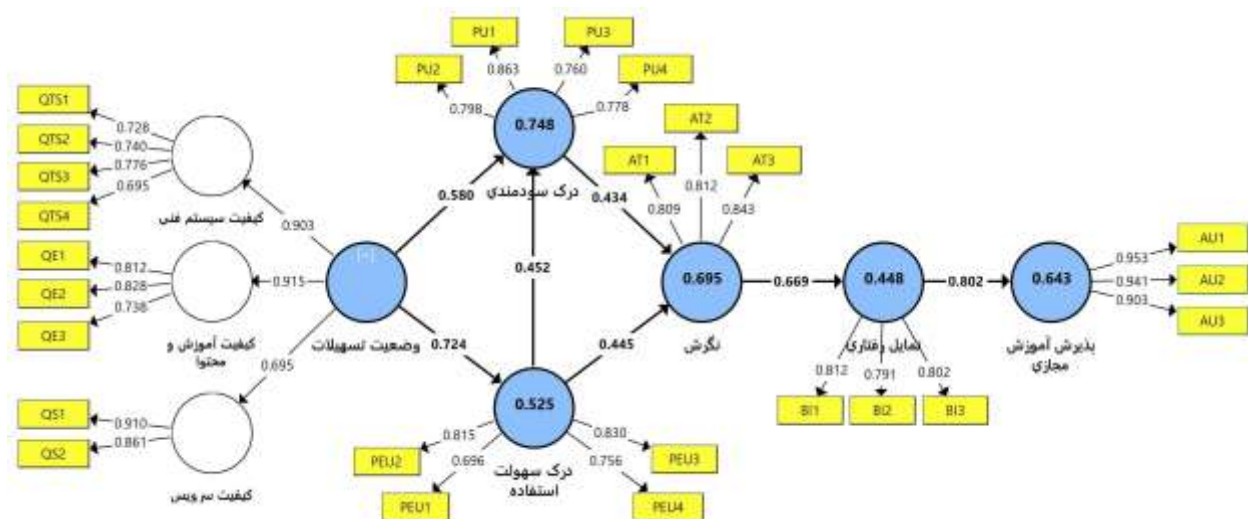 PU1
PU3
PU2
PU4
0.863
0.760
0.798
0.778
0.748
درک سودمندي
QTS1
QTS2
QTS3
QTS4
0.728
0.740
0.776
0.695
کیفیت سیستم فنی
0.903
QE1
QE2
QE3
0.812
0.828
0.738
کیفیت آموزش و
محتوا
0.915
QS1
QS2
0.910
0.861
کیفیت سرویس
0.695
[+]
وضعیت تسهیلات
0.580
0.724
0.452
0.434
0.445
AT1
AT2
AT3
0.809
0.812
0.843
0.695
نگرش
0.669
0.448
تمایل رفتاري
0.812
0.791
0.802
BI1
BI2
BI3
0.802
0.643
پذیرش آموزش
مجازي
0.953
0.941
0.903
AU1
AU2
AU3
0.525
درک سهولت
استفاده
0.815
0.696
0.830
0.756
PEU2
PEU1
PEU3
PEU4